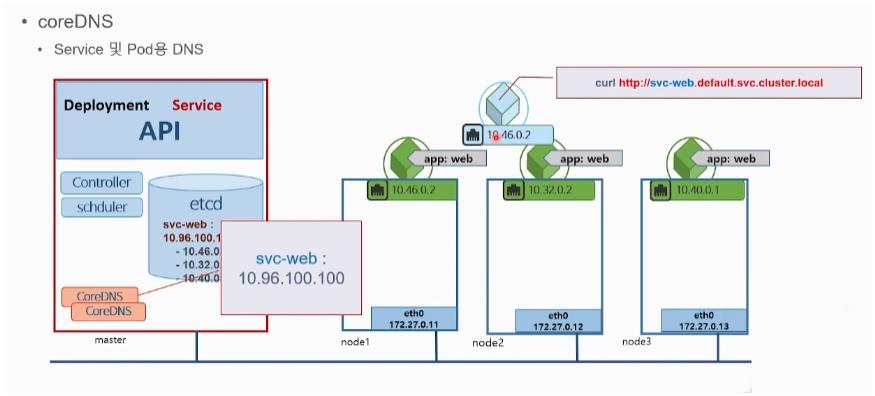 • coreDNS
• Service 및 Pod용 DNS
Deployment Service
API
Controller
schduler
etcd
svc-web :
10.96.100.1
- 10.46.0
- 10.32.0
- 10.40.0
CoreDNS
CoreDNS
master
svc-web :
10.96.100.100
curl http://svc-web.default.svc.cluster.local
10.46.0.2
app: web
10.46.0.2
eth0
172.27.0.11
node1
app: web
10.32.0.2
eth0
172.27.0.12
node2
app: web
10.40.0.1
eth0
172.27.0.13
node3